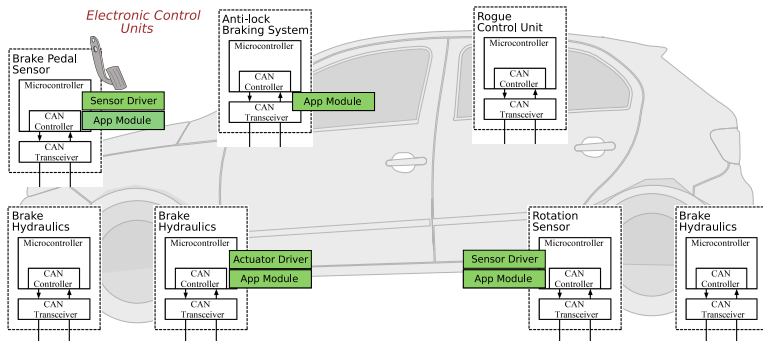 Electronic Control
Units
Brake Pedal
Sensor
Microcontroller
Sensor Driver
App Module
CAN
Controller
CAN
Transceiver
Anti-lock
Braking System
Microcontroller
CAN
Controller
App Module
CAN
Transceiver
Rogue
Control Unit
Microcontroller
CAN
Controller
CAN
Transceiver
Brake
Hydraulics
Microcontroller
CAN
Controller
CAN
Transceiver
Brake
Hydraulics
Microcontroller
Actuator Driver
App Module
CAN
Controller
CAN
Transceiver
Rotation
Sensor
Microcontroller
Sensor Driver
App Module
CAN
Controller
CAN
Transceiver
Brake
Hydraulics
Microcontroller
CAN
Controller
CAN
Transceiver